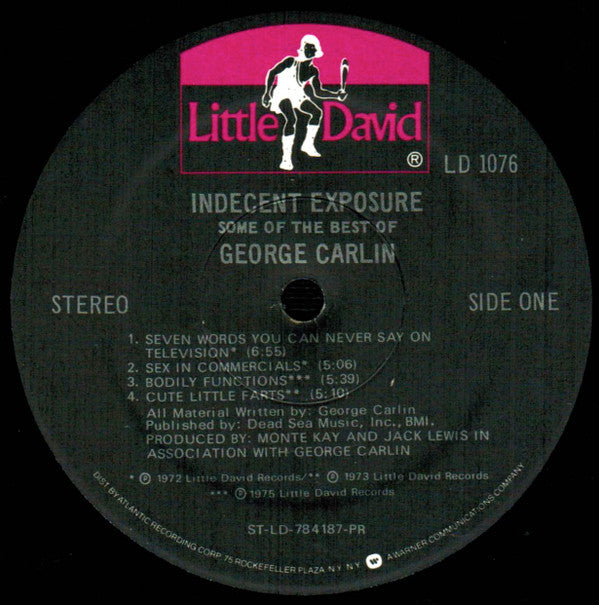 Little David ®
LD 1076
INDECENT EXPOSURE
SOME OF THE BEST OF
GEORGE CARLIN
STEREO
SIDE ONE
1. SEVEN WORDS YOU CAN NEVER SAY ON
TELEVISION* (6:55)
2. SEX IN COMMERCIALS* (5:06)
3. BODILY FUNCTIONS*** (5:39)
4. CUTE LITTLE FARTS** (5:10)
All Material Written by: George Carlin
Published by: Dead Sea Music, Inc., BMI.
PRODUCED BY: MONTE KAY AND JACK LEWIS IN
ASSOCIATION WITH GEORGE CARLIN
* ℗ 1972 Little David Records/** ℗ 1973 Little David Records
*** ℗ 1975 Little David Records
ST-LD-784187-PR
DIST. BY ATLANTIC RECORDING CORP. 75 ROCKEFELLER PLAZA. N.Y. N.Y. W A WARNER COMMUNICATIONS COMPANY